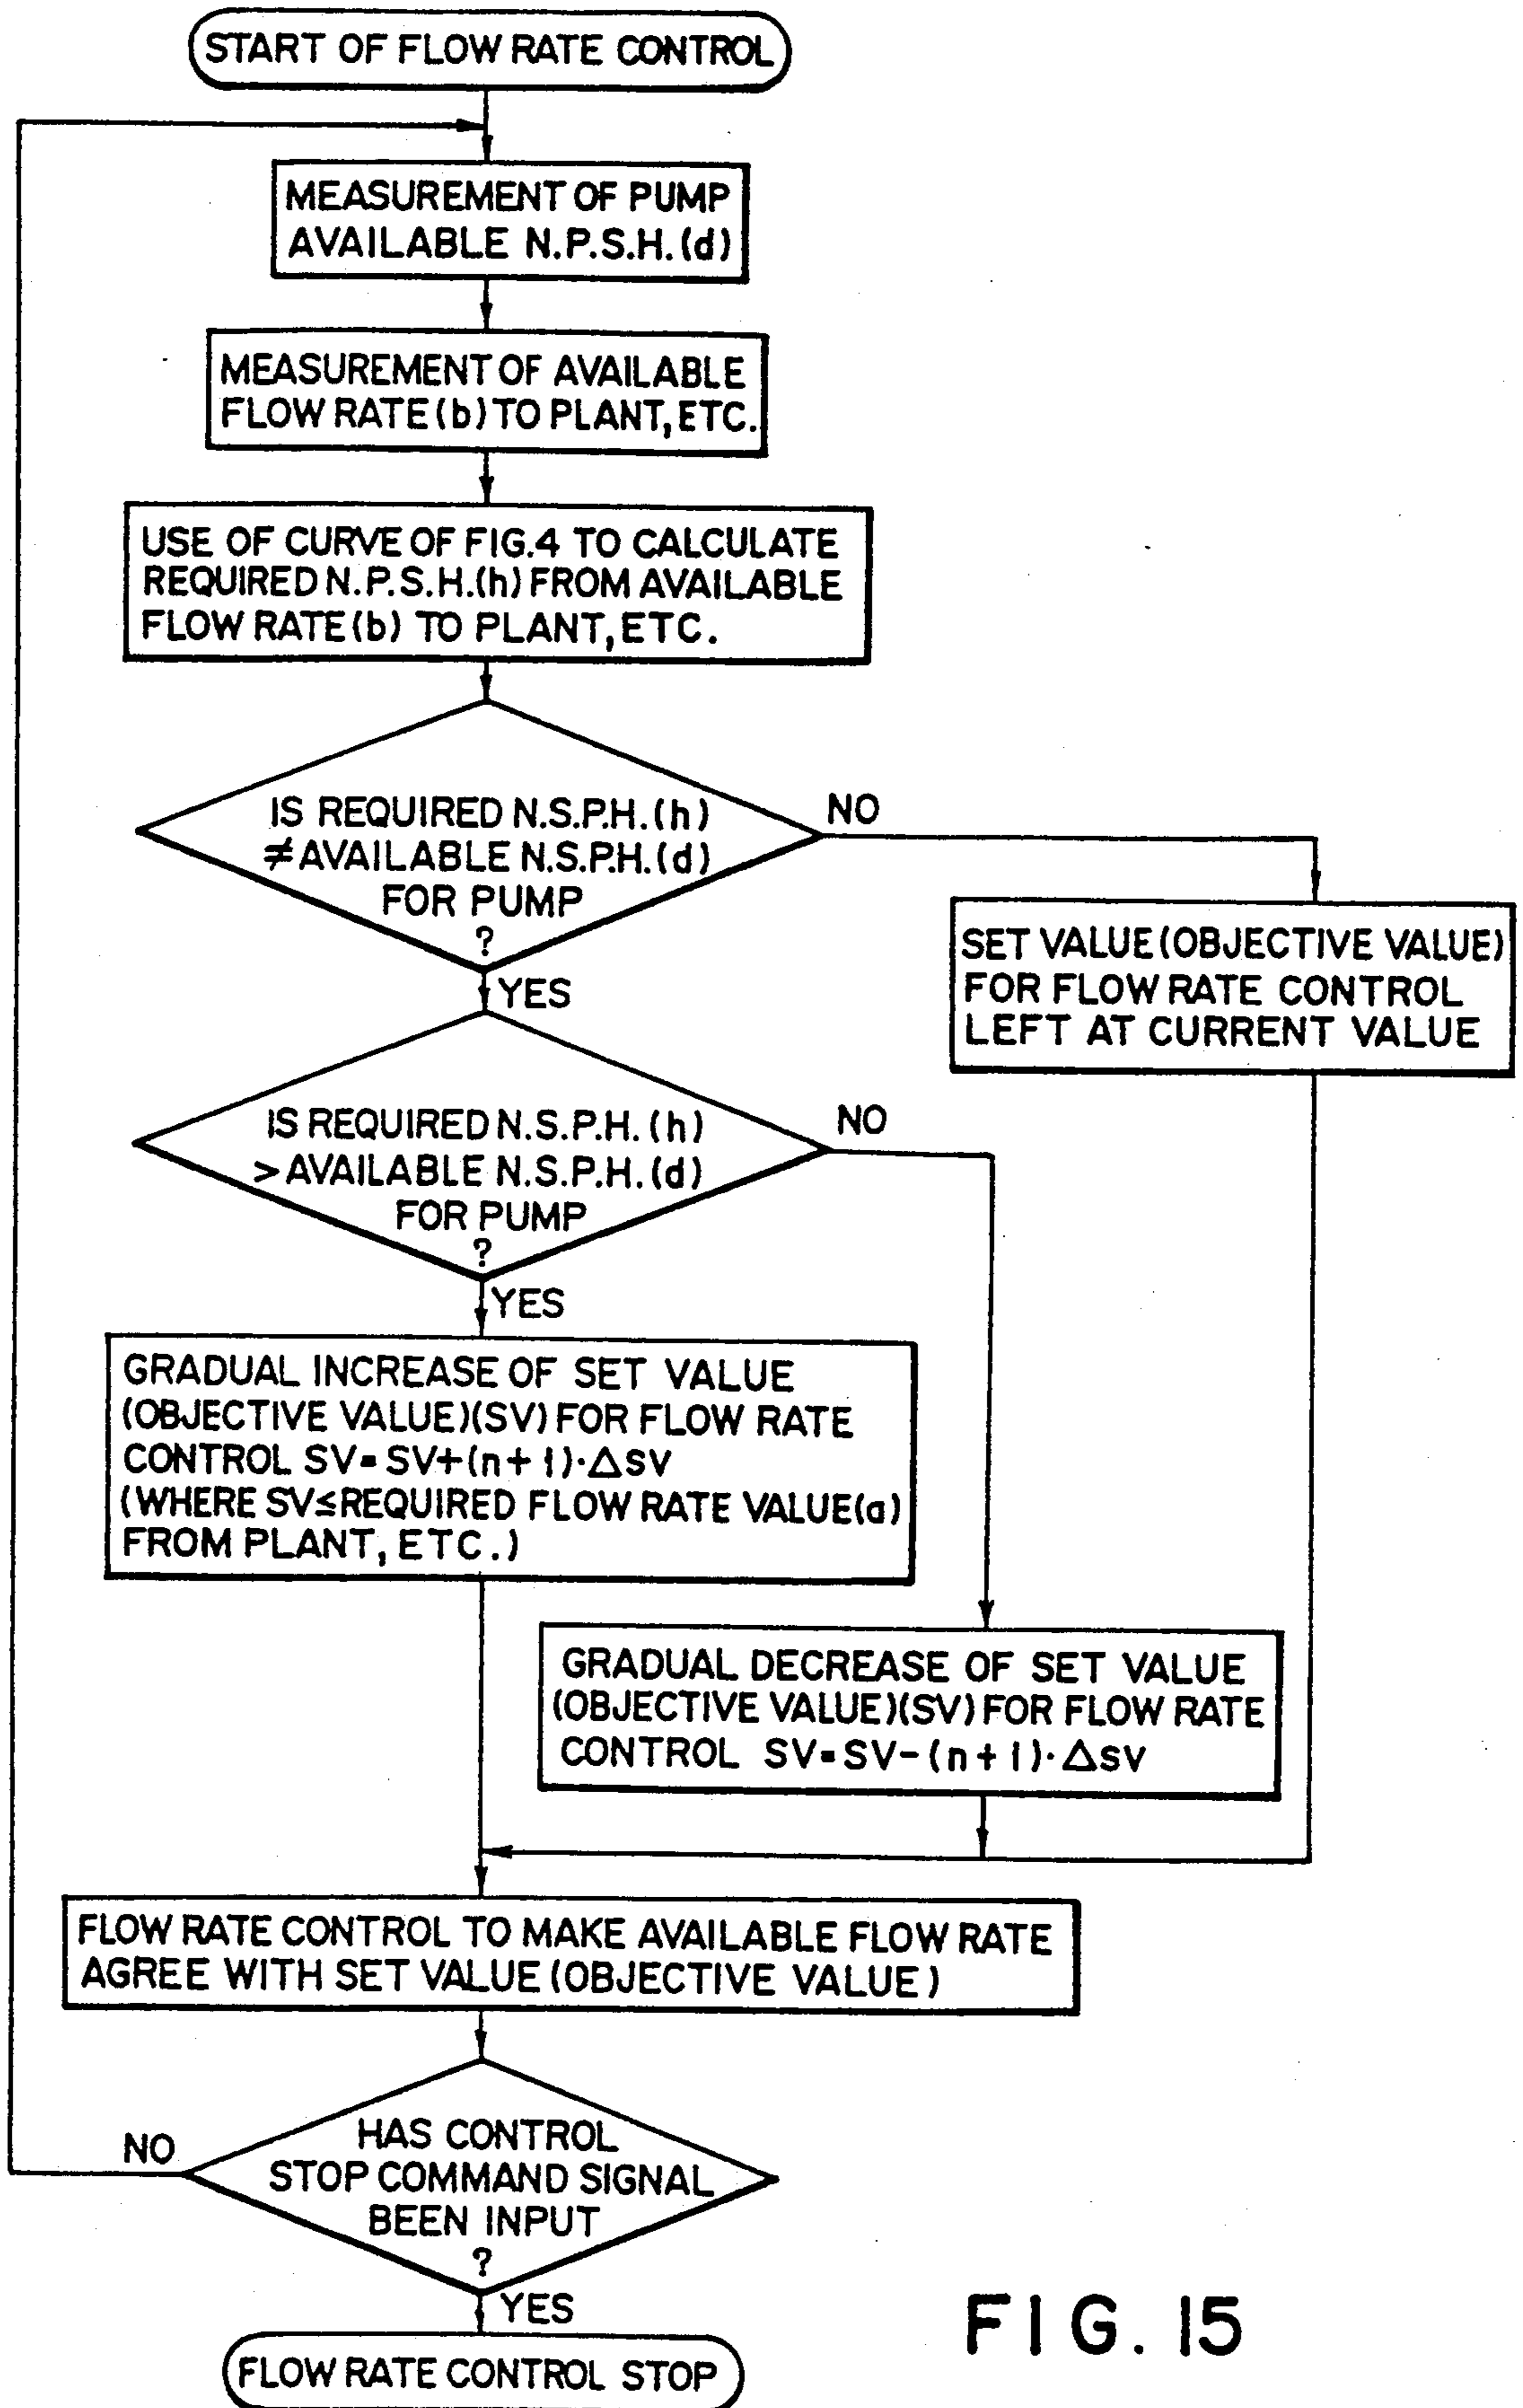 START OF FLOW RATE CONTROL
MEASUREMENT OF PUMP
AVAILABLE N.P.S.H.(d)
MEASUREMENT OF AVAILABLE
FLOW RATE(b) TO PLANT, ETC.
USE OF CURVE OF FIG.4 TO CALCULATE
REQUIRED N.P.S.H.(h) FROM AVAILABLE
FLOW RATE(b) TO PLANT, ETC.
IS REQUIRED N.S.P.H.(h)
≠ AVAILABLE N.S.P.H.(d)
FOR PUMP
?
NO
YES
SET VALUE (OBJECTIVE VALUE)
FOR FLOW RATE CONTROL
LEFT AT CURRENT VALUE
IS REQUIRED N.S.P.H.(h)
> AVAILABLE N.S.P.H.(d)
FOR PUMP
?
NO
YES
GRADUAL INCREASE OF SET VALUE
(OBJECTIVE VALUE)(SV) FOR FLOW RATE
CONTROL SV=SV+(n+1)·△SV
(WHERE SV≤REQUIRED FLOW RATE VALUE(a)
FROM PLANT, ETC.)
GRADUAL DECREASE OF SET VALUE
(OBJECTIVE VALUE)(SV) FOR FLOW RATE
CONTROL SV=SV-(n+1)·△SV
FLOW RATE CONTROL TO MAKE AVAILABLE FLOW RATE
AGREE WITH SET VALUE (OBJECTIVE VALUE)
NO
HAS CONTROL
STOP COMMAND SIGNAL
BEEN INPUT
?
YES
FLOW RATE CONTROL STOP
FIG. 15